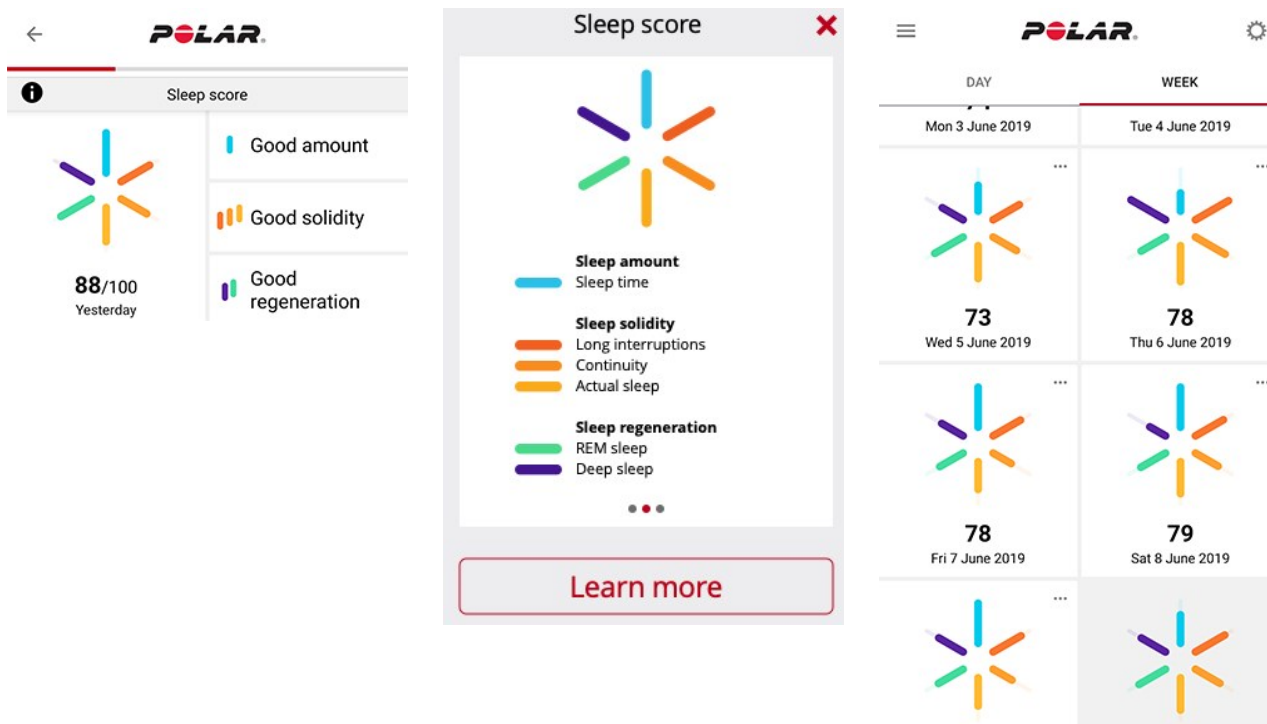 POLAR
Sleep score
Good amount
Good solidity
Good
regeneration
88/100
Yesterday
Sleep score
Sleep amount
Sleep time
Sleep solidity
Long interruptions
Continuity
Actual sleep
Sleep regeneration
REM sleep
Deep sleep
Learn more
POLAR
DAY WEEK
Mon 3 June 2019 Tue 4 June 2019
73 78
Wed 5 June 2019 Thu 6 June 2019
78 79
Fri 7 June 2019 Sat 8 June 2019